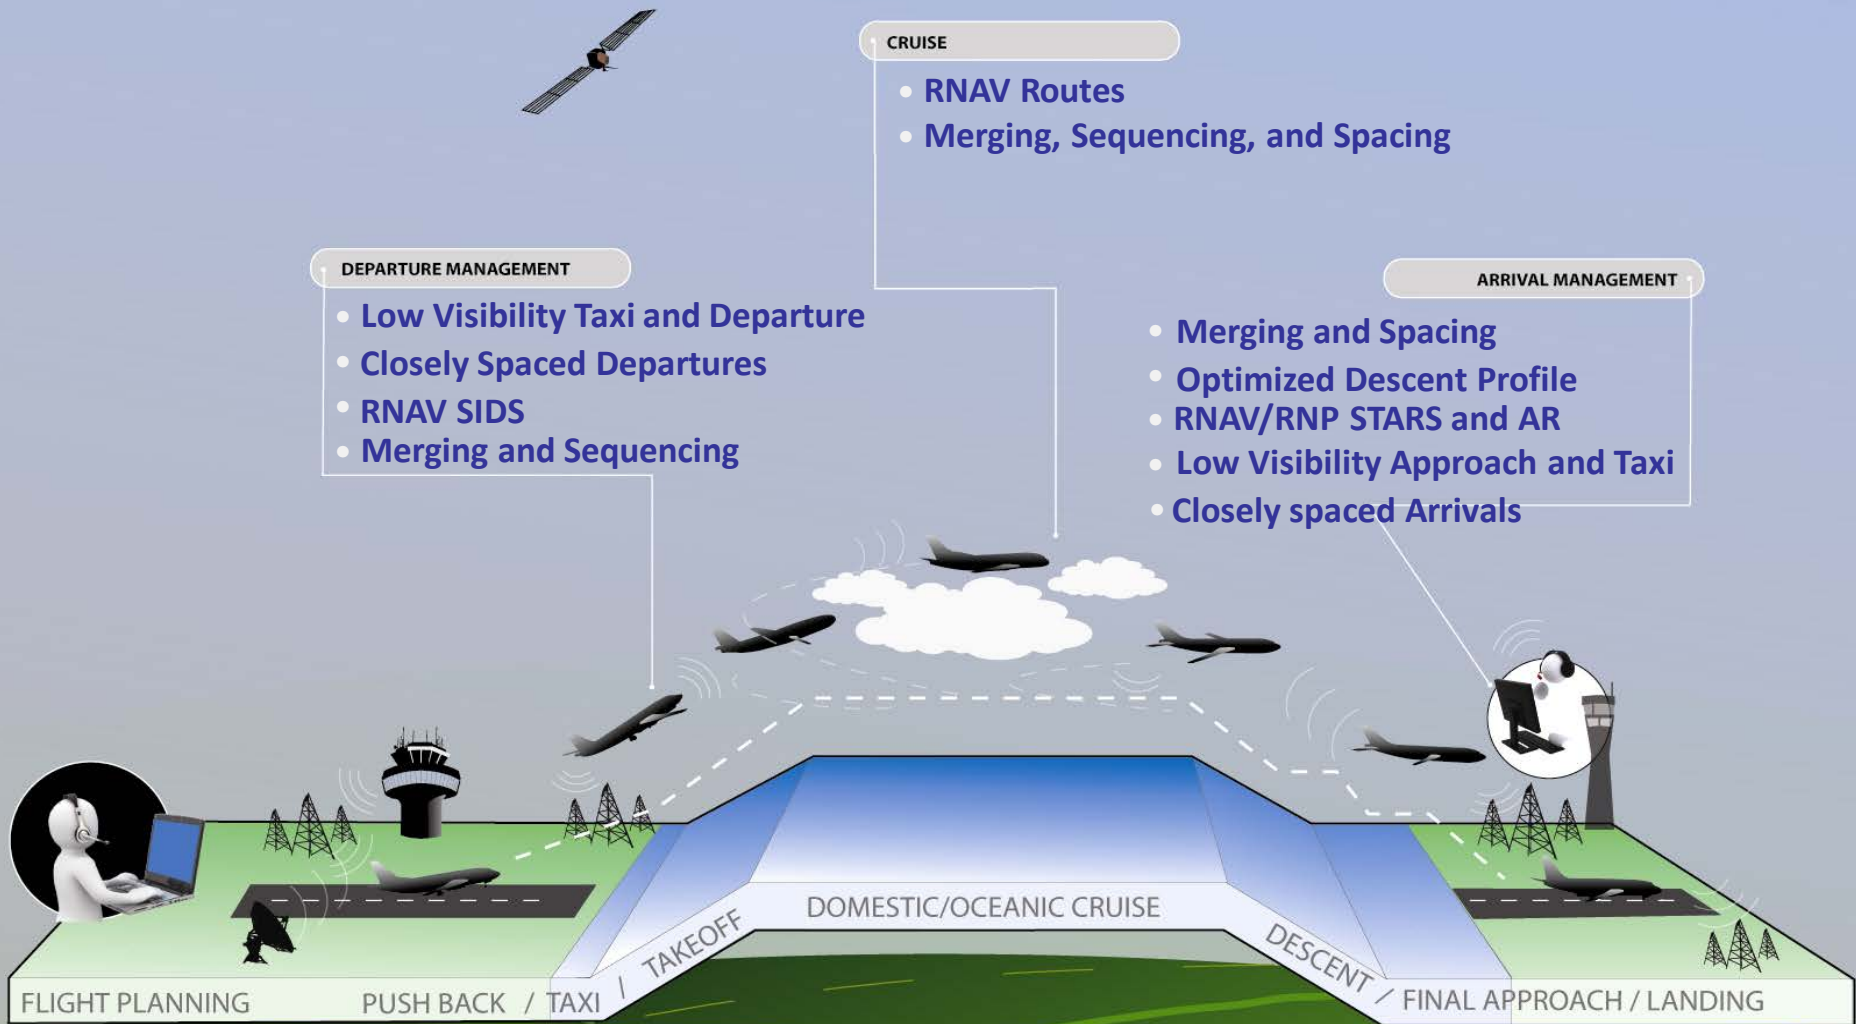 CRUISE
• RNAV Routes
• Merging, Sequencing, and Spacing
DEPARTURE MANAGEMENT
• Low Visibility Taxi and Departure
• Closely Spaced Departures
• RNAV SIDS
• Merging and Sequencing
ARRIVAL MANAGEMENT
• Merging and Spacing
• Optimized Descent Profile
• RNAV/RNP STARS and AR
• Low Visibility Approach and Taxi
• Closely spaced Arrivals
FLIGHT PLANNING
PUSH BACK / TAXI / TAKEOFF
DOMESTIC/OCEANIC CRUISE
DESCENT / FINAL APPROACH / LANDING